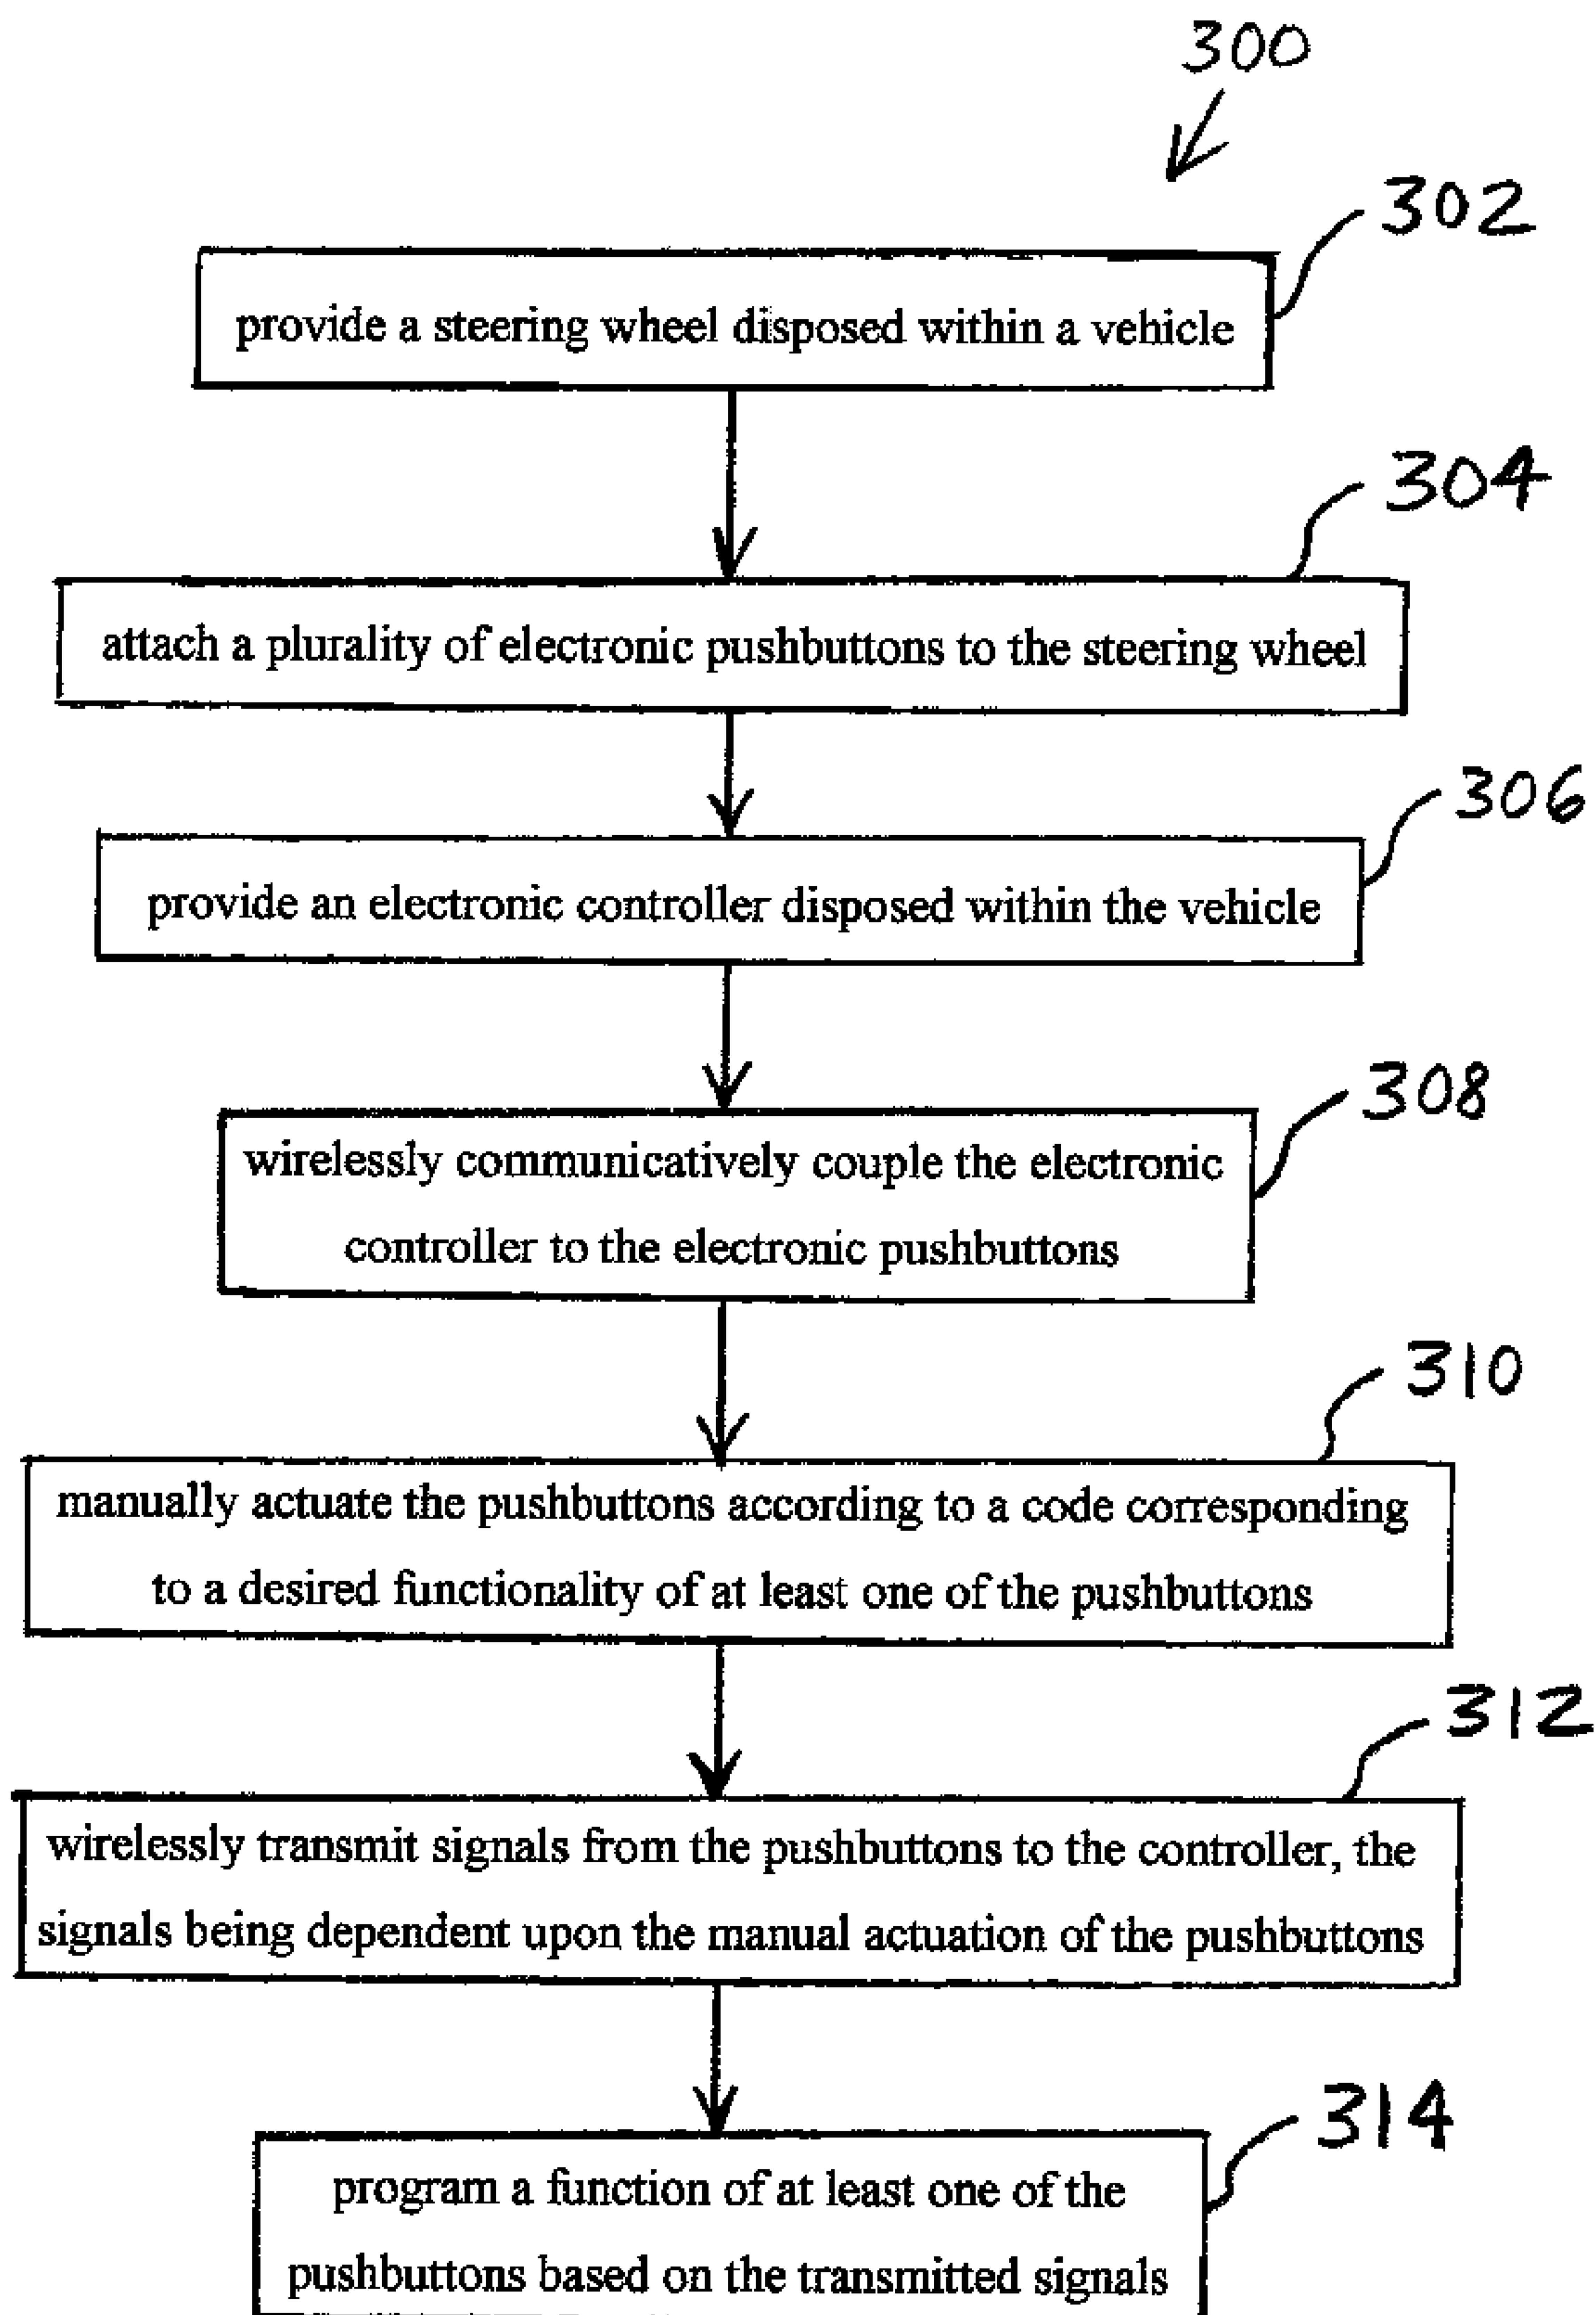 300
302
provide a steering wheel disposed within a vehicle
304
attach a plurality of electronic pushbuttons to the steering wheel
306
provide an electronic controller disposed within the vehicle
308
wirelessly communicatively couple the electronic
controller to the electronic pushbuttons
310
manually actuate the pushbuttons according to a code corresponding
to a desired functionality of at least one of the pushbuttons
312
wirelessly transmit signals from the pushbuttons to the controller, the
signals being dependent upon the manual actuation of the pushbuttons
314
program a function of at least one of the
pushbuttons based on the transmitted signals